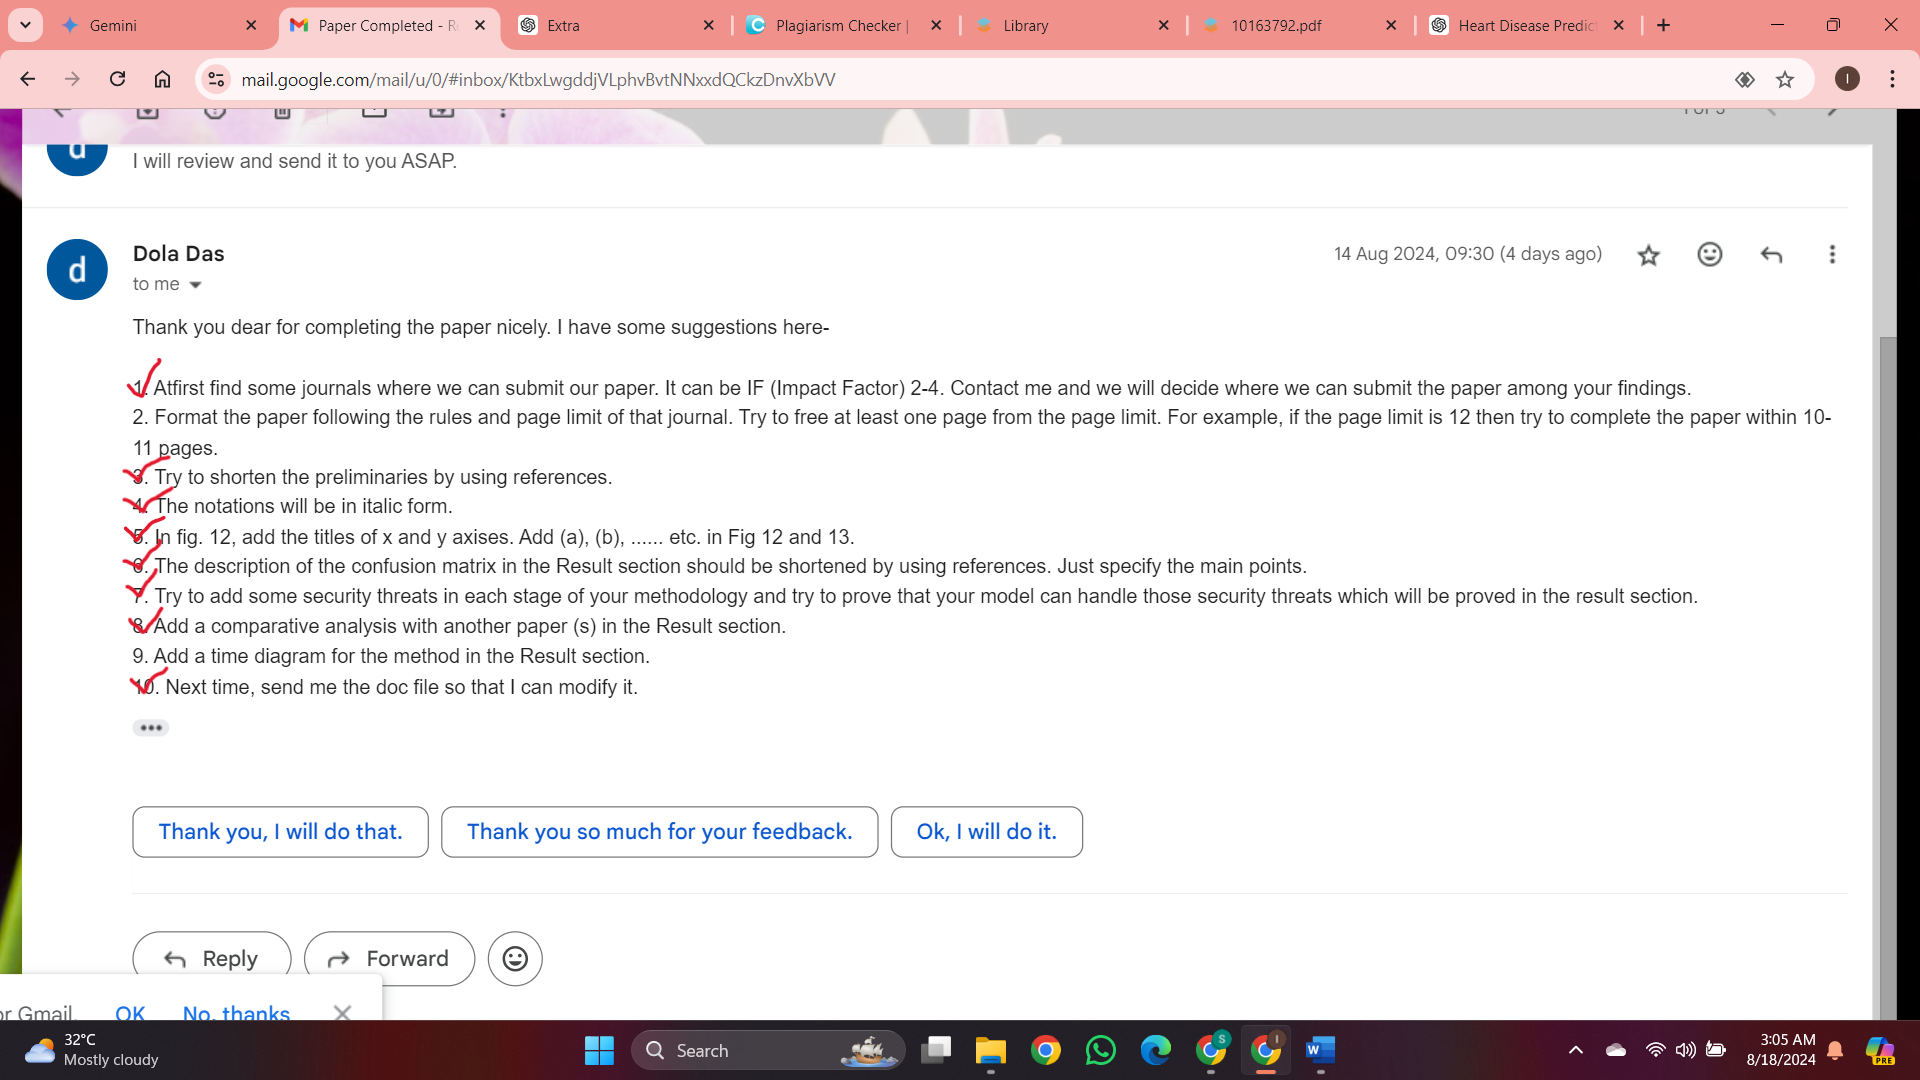 Gemini
Paper Completed - R
Extra
Plagiarism Checker |
Library
10163792.pdf
Heart Disease Predic
mail.google.com/mail/u/0/#inbox/KtbxLwgddjVLphvBvtNNxxdQCkzDnvXbVV
I
d
I will review and send it to you ASAP.
d
Dola Das
14 Aug 2024, 09:30 (4 days ago)
to me
Thank you dear for completing the paper nicely. I have some suggestions here-
1. Atfirst find some journals where we can submit our paper. It can be IF (Impact Factor) 2-4. Contact me and we will decide where we can submit the paper among your findings.
2. Format the paper following the rules and page limit of that journal. Try to free at least one page from the page limit. For example, if the page limit is 12 then try to complete the paper within 10-
11 pages.
3. Try to shorten the preliminaries by using references.
4. The notations will be in italic form.
5. In fig. 12, add the titles of x and y axises. Add (a), (b), ...... etc. in Fig 12 and 13.
6. The description of the confusion matrix in the Result section should be shortened by using references. Just specify the main points.
7. Try to add some security threats in each stage of your methodology and try to prove that your model can handle those security threats which will be proved in the result section.
8. Add a comparative analysis with another paper (s) in the Result section.
9. Add a time diagram for the method in the Result section.
10. Next time, send me the doc file so that I can modify it.
Thank you, I will do that.
Thank you so much for your feedback.
Ok, I will do it.
Reply
Forward
or Gmail.
OK
No, thanks
32°C
Mostly cloudy
Search
S
I
W
3:05 AM
8/18/2024
PRE